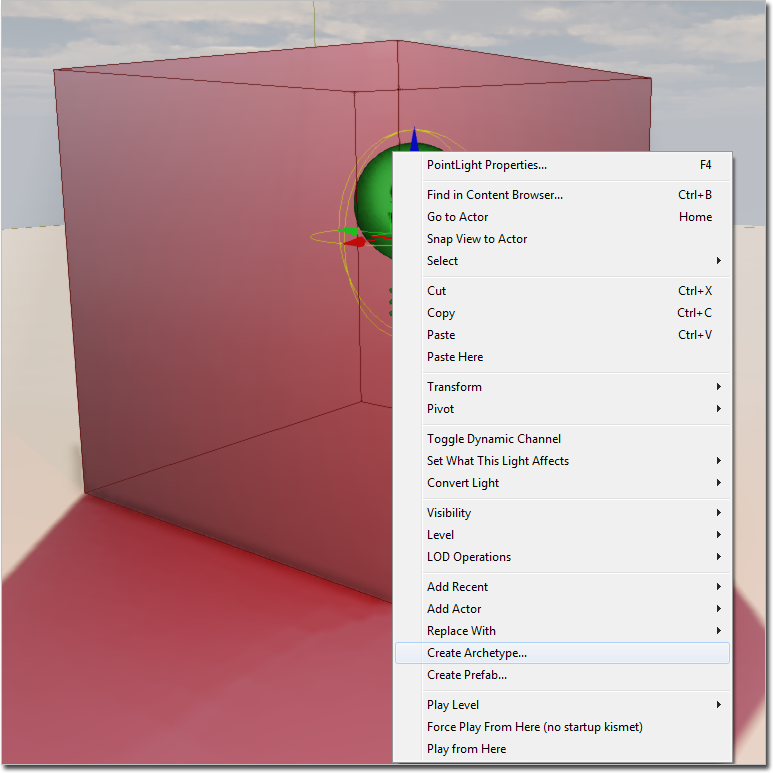 PointLight Properties... F4
Find in Content Browser... Ctrl+B
Go to Actor Home
Snap View to Actor
Select
Cut Ctrl+X
Copy Ctrl+C
Paste Ctrl+V
Paste Here
Transform
Pivot
Toggle Dynamic Channel
Set What This Light Affects
Convert Light
Visibility
Level
LOD Operations
Add Recent
Add Actor
Replace With
Create Archetype...
Create Prefab...
Play Level
Force Play From Here (no startup kismet)
Play from Here